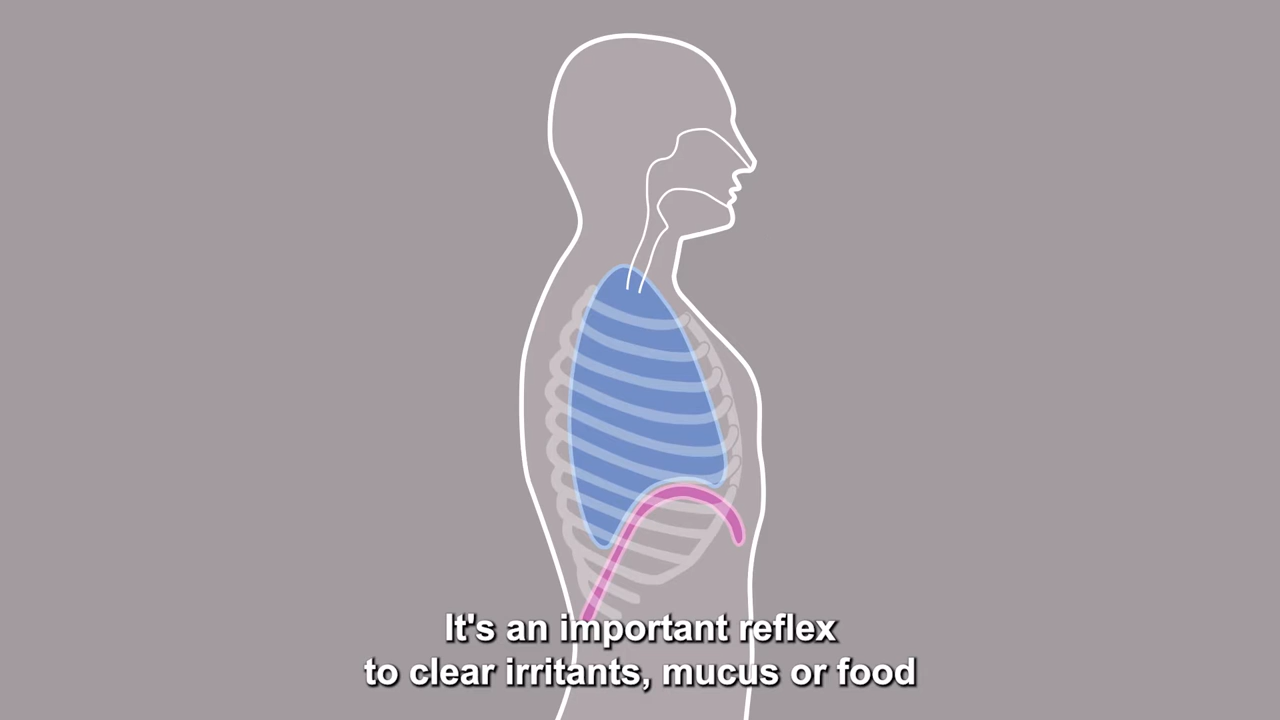 It's an important reflex
to clear irritants, mucus or food